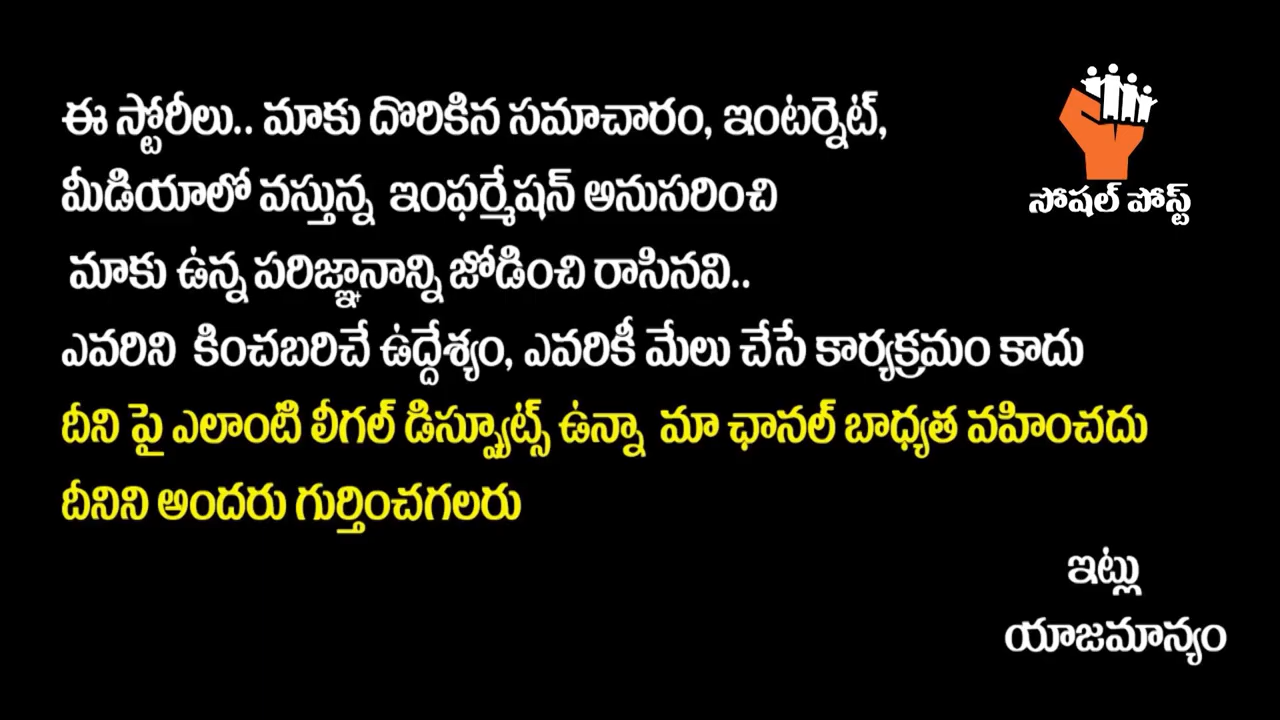 ఈ స్టోరీలు.. మాకు దొరికిన సమాచారం, ఇంటర్నెట్,
మీడియాలో వస్తున్న ఇంఫర్మేషన్ అనుసరించి
మాకు ఉన్న పరిజ్ఞానాన్ని జోడించి రాసినవి..
ఎవరిని కించబరిచే ఉద్దేశ్యం, ఎవరికీ మేలు చేసే కార్యక్రమం కాదు
దీని పై ఎలాంటి లీగల్ డిస్ప్యూట్స్ ఉన్నా మా ఛానల్ బాధ్యత వహించదు
దీనిని అందరు గుర్తించగలరు
ఇట్లు
యాజమాన్యం
సోషల్ పోస్ట్